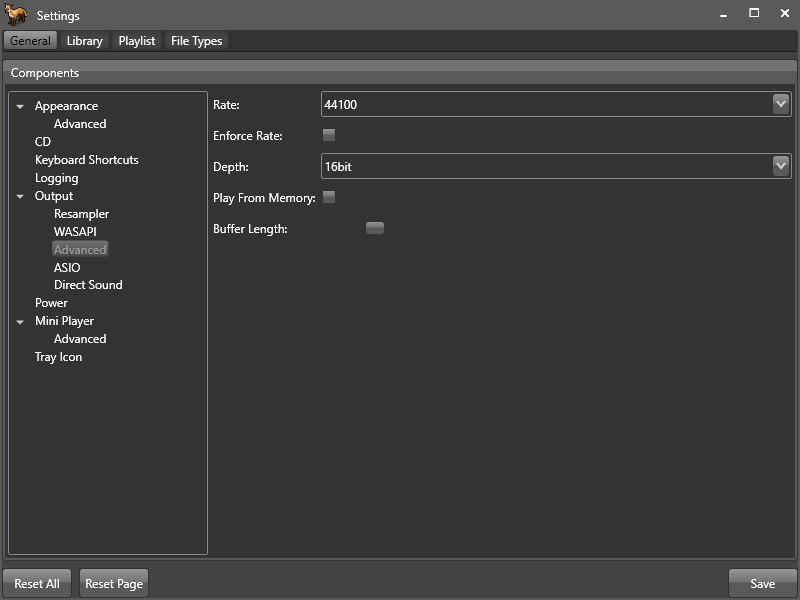 Settings
General Library Playlist File Types
Components
Appearance
Advanced
CD
Keyboard Shortcuts
Logging
Output
Resampler
WASAPI
Advanced
ASIO
Direct Sound
Power
Mini Player
Advanced
Tray Icon
Rate: 44100
Enforce Rate:
Depth: 16bit
Play From Memory:
Buffer Length:
Reset All Reset Page Save